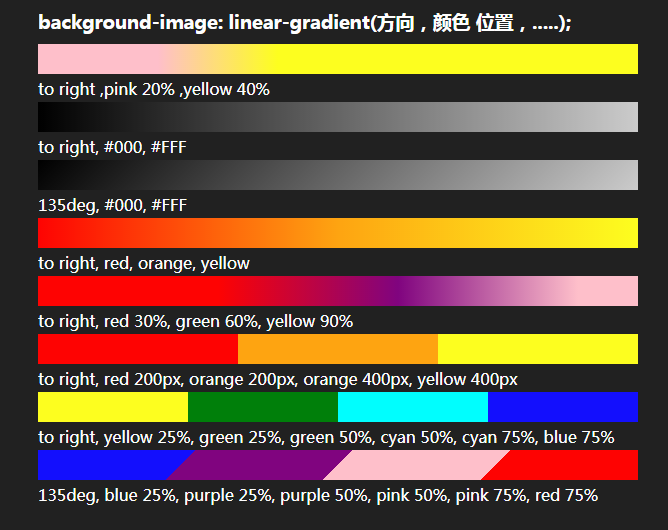 background-image: linear-gradient(方向，颜色 位置，.....);
to right ,pink 20% ,yellow 40%
to right, #000, #FFF
135deg, #000, #FFF
to right, red, orange, yellow
to right, red 30%, green 60%, yellow 90%
to right, red 200px, orange 200px, orange 400px, yellow 400px
to right, yellow 25%, green 25%, green 50%, cyan 50%, cyan 75%, blue 75%
135deg, blue 25%, purple 25%, purple 50%, pink 50%, pink 75%, red 75%